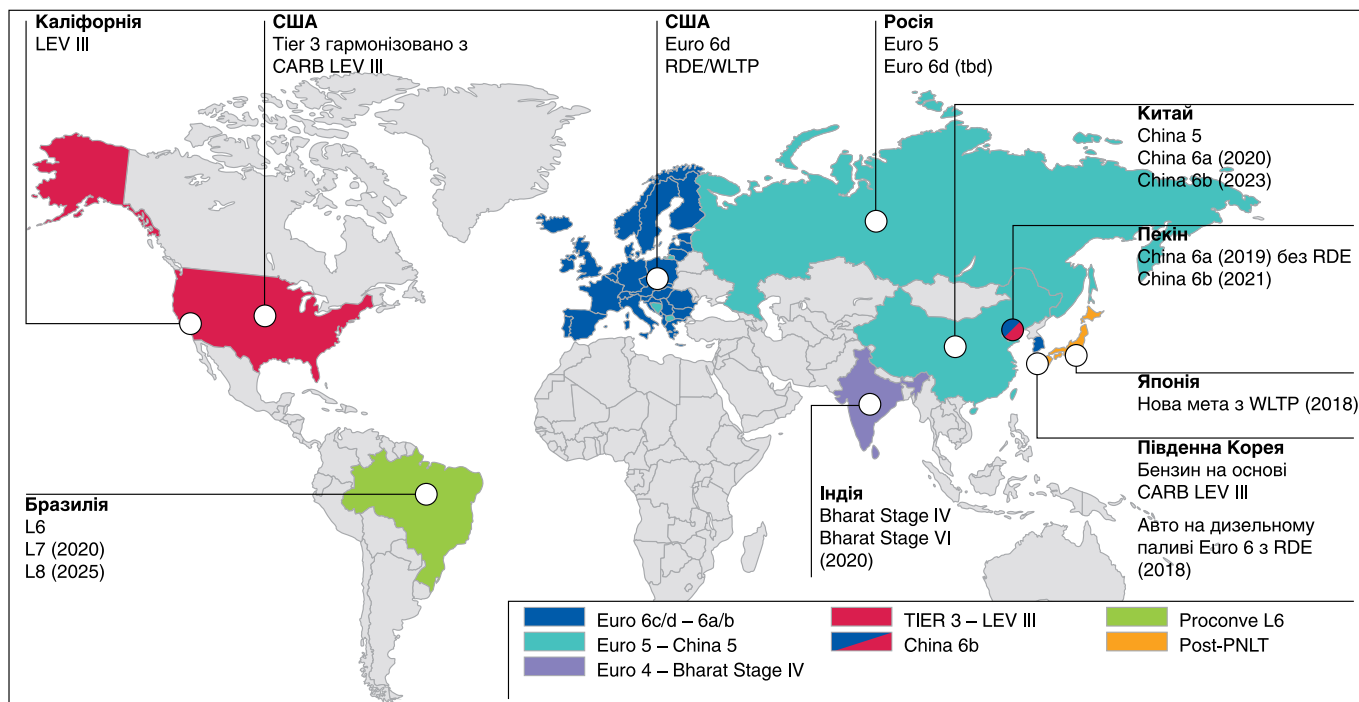 Каліфорнія
LEV III
США
Tier 3 гармонізовано з
CARB LEV III
США
Euro 6d
RDE/WLTP
Росія
Euro 5
Euro 6d (tbd)
Китай
China 5
China 6a (2020)
China 6b (2023)
Пекін
China 6a (2019) без RDE
China 6b (2021)
Японія
Нова мета з WLTP (2018)
Південна Корея
Бензин на основі
CARB LEV III
Авто на дизельному
паливі Euro 6 з RDE
(2018)
Індія
Bharat Stage IV
Bharat Stage VI
(2020)
Бразилія
L6
L7 (2020)
L8 (2025)
Euro 6c/d – 6a/b
Euro 5 – China 5
Euro 4 – Bharat Stage IV
TIER 3 – LEV III
China 6b
Proconve L6
Post-PNLT